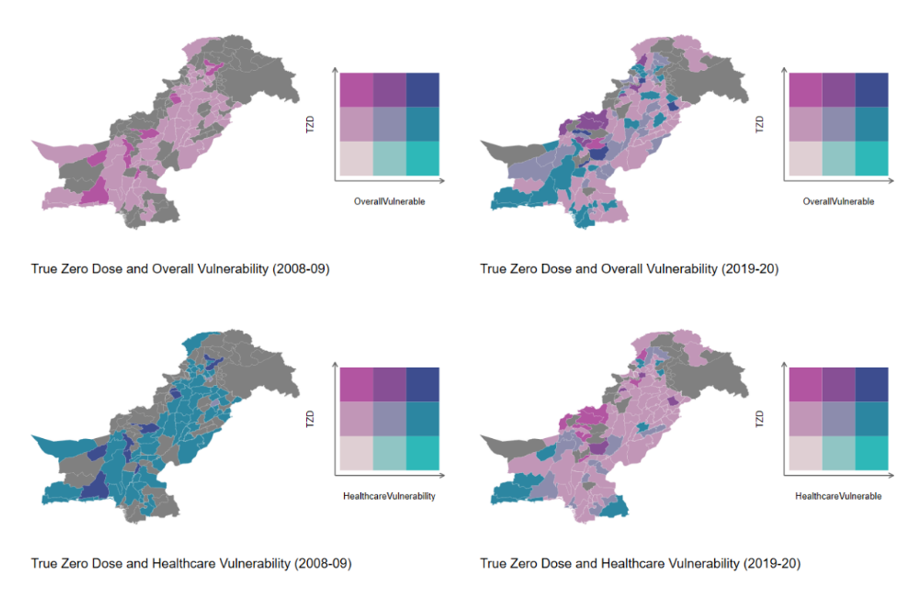 TZD
OverallVulnerable
True Zero Dose and Overall Vulnerability (2008-09)
TZD
OverallVulnerable
True Zero Dose and Overall Vulnerability (2019-20)
TZD
HealthcareVulnerability
True Zero Dose and Healthcare Vulnerability (2008-09)
TZD
HealthcareVulnerable
True Zero Dose and Healthcare Vulnerability (2019-20)